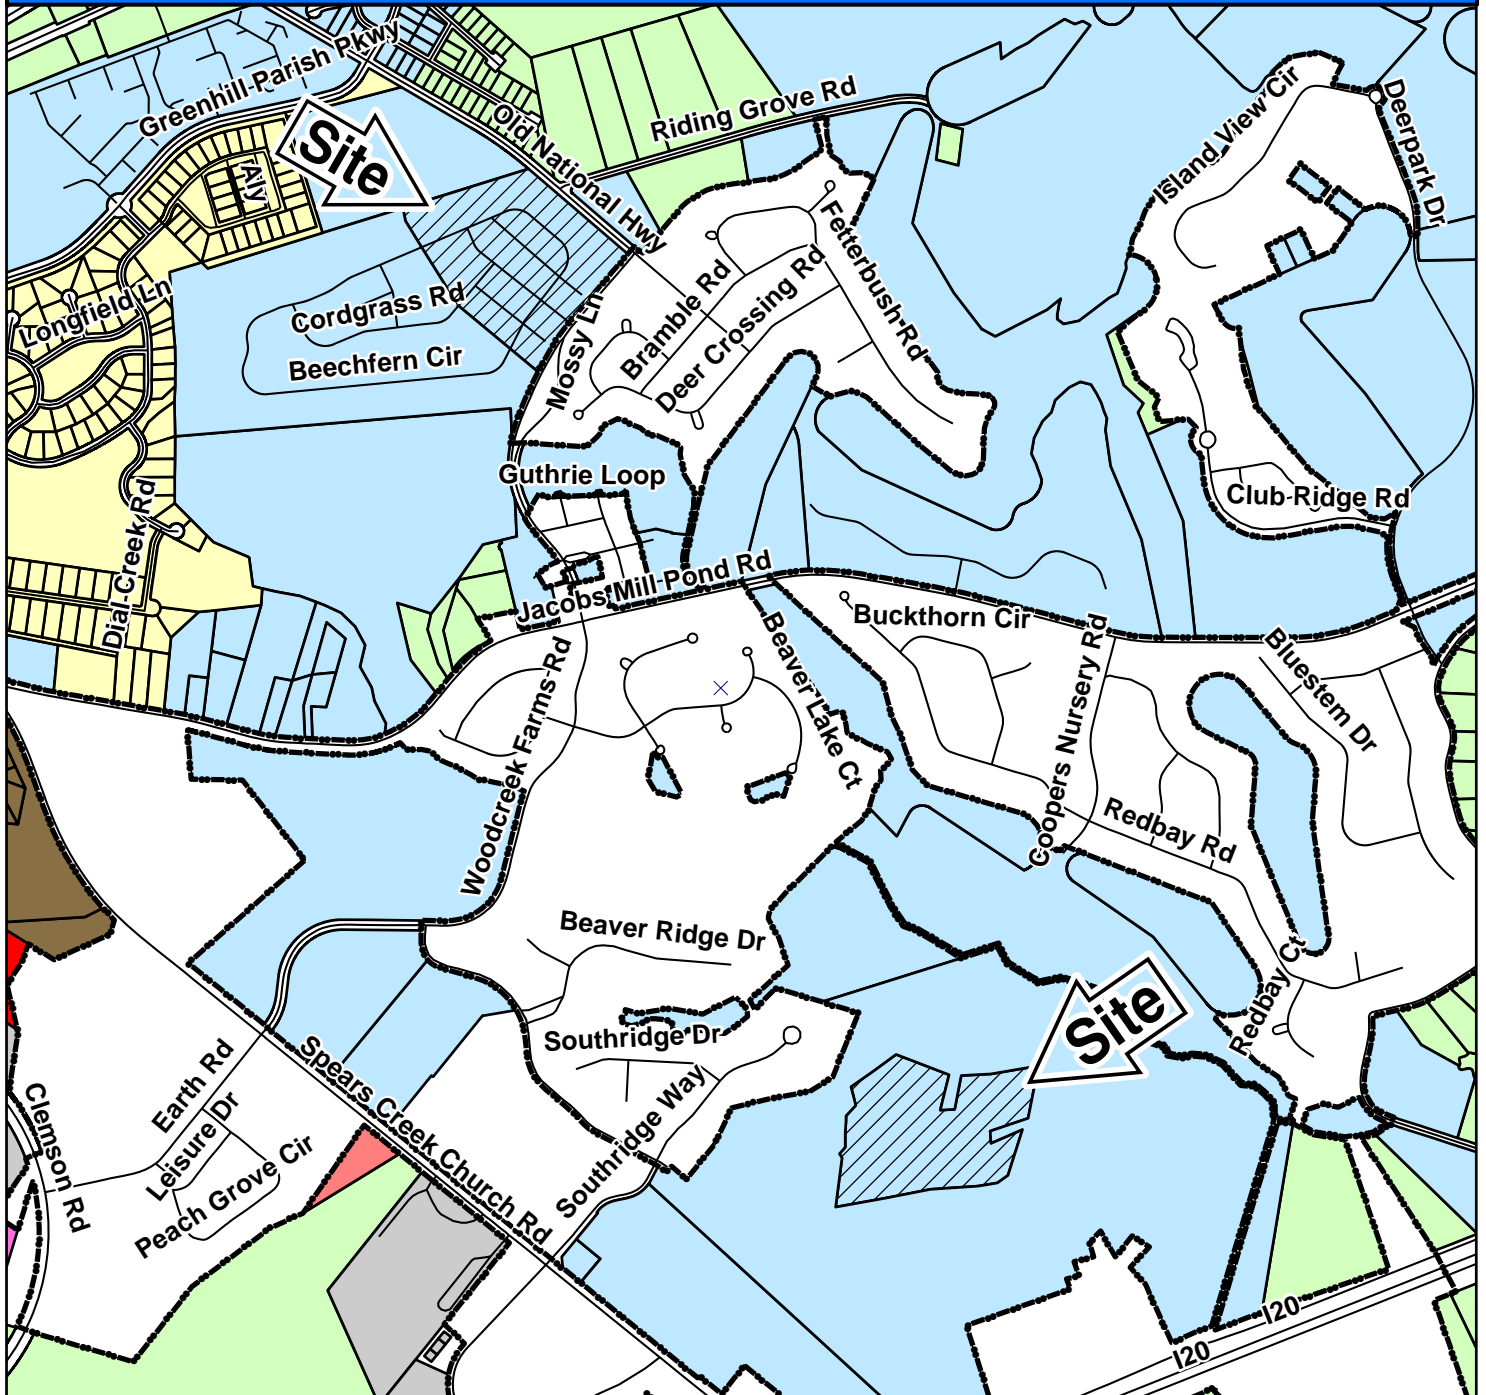 Greenhill Parish Pkwy
Site
Aly
Old National Hwy
Riding Grove Rd
Island View Cir
Deerpark Dr
Longfield Ln
Cordgrass Rd
Beechfern Cir
Mossy Ln
Bramble Rd
Deer Crossing Rd
Fetterbush Rd
Guthrie Loop
Club Ridge Rd
Dial Creek Rd
Jacobs Mill Pond Rd
Buckthorn Cir
Beaver Lake Ct
Coopers Nursery Rd
Bluestem Dr
Woodcreek Farms Rd
Redbay Rd
Beaver Ridge Dr
Redbay Ct
Site
Southridge Dr
Southridge Way
Spears Creek Church Rd
Earth Rd
Leisure Dr
Peach Grove Cir
Clemson Rd
I20
I20